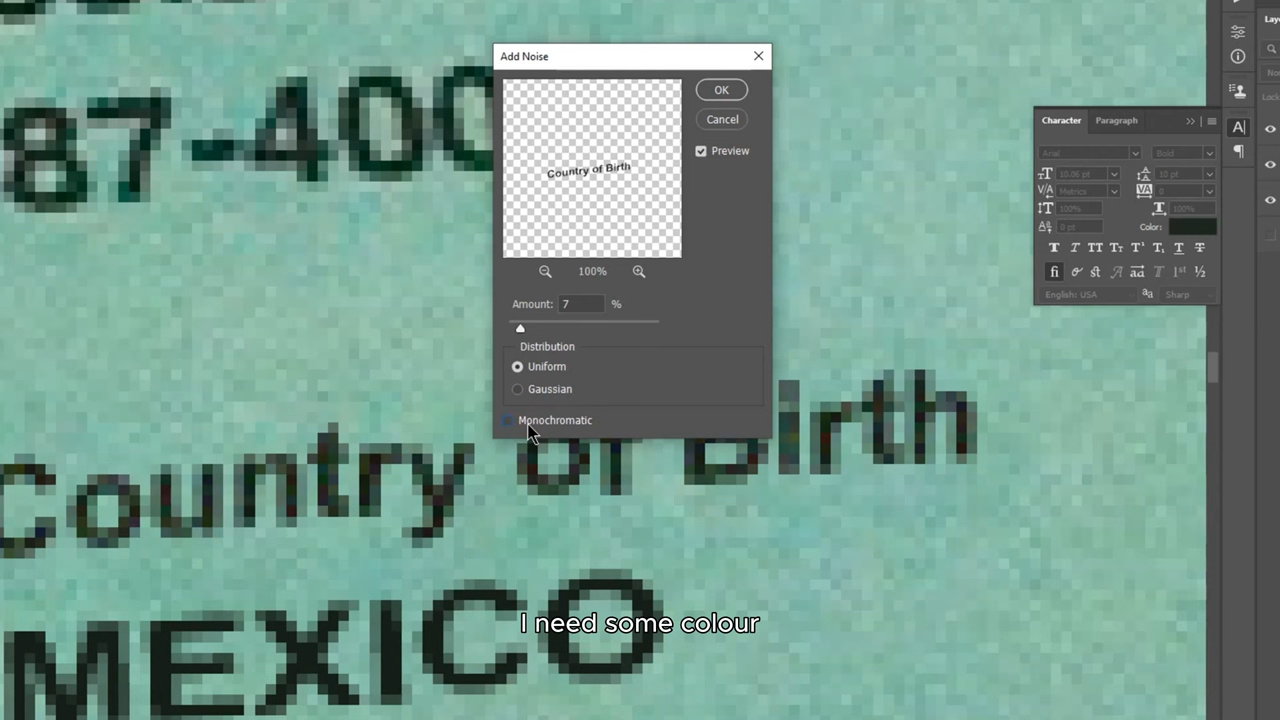 87-400
Add Noise
OK
Cancel
Preview
Country of Birth
100%
Amount: 7 %
Distribution
Uniform
Gaussian
Monochromatic
Character Paragraph
Arial Bold
10.06 pt 10 pt
Metrics 0
100% 100%
0 pt Color:
English: USA Sharp
Country of Birth
MEXICO
I need some colour